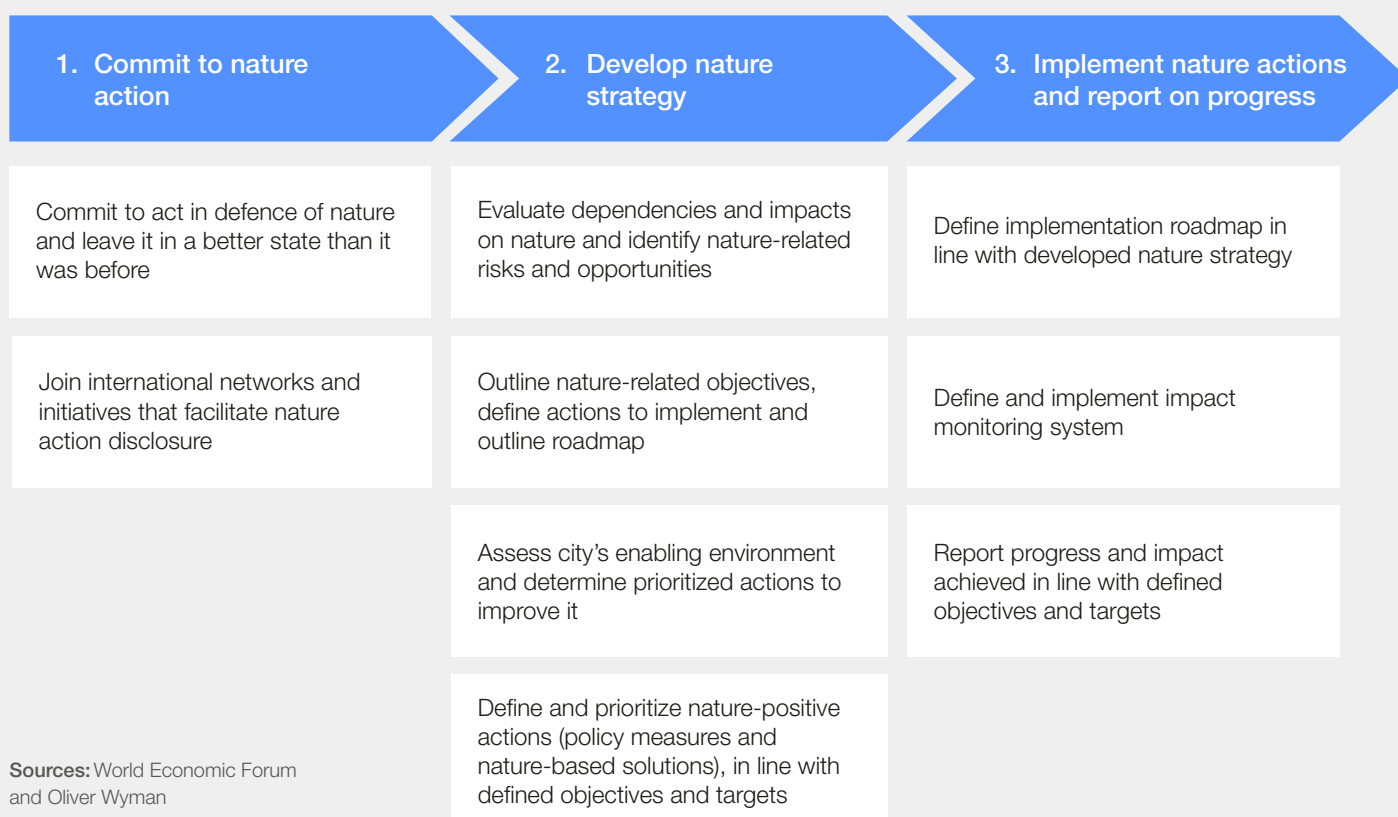 1. Commit to nature
action
2. Develop nature
strategy
3. Implement nature actions
and report on progress
Commit to act in defence of nature
and leave it in a better state than it
was before
Join international networks and
initiatives that facilitate nature
action disclosure
Evaluate dependencies and impacts
on nature and identify nature-related
risks and opportunities
Outline nature-related objectives,
define actions to implement and
outline roadmap
Assess city's enabling environment
and determine prioritized actions to
improve it
Define and prioritize nature-positive
actions (policy measures and
nature-based solutions), in line with
defined objectives and targets
Define implementation roadmap in
line with developed nature strategy
Define and implement impact
monitoring system
Report progress and impact
achieved in line with defined
objectives and targets
Sources: World Economic Forum
and Oliver Wyman